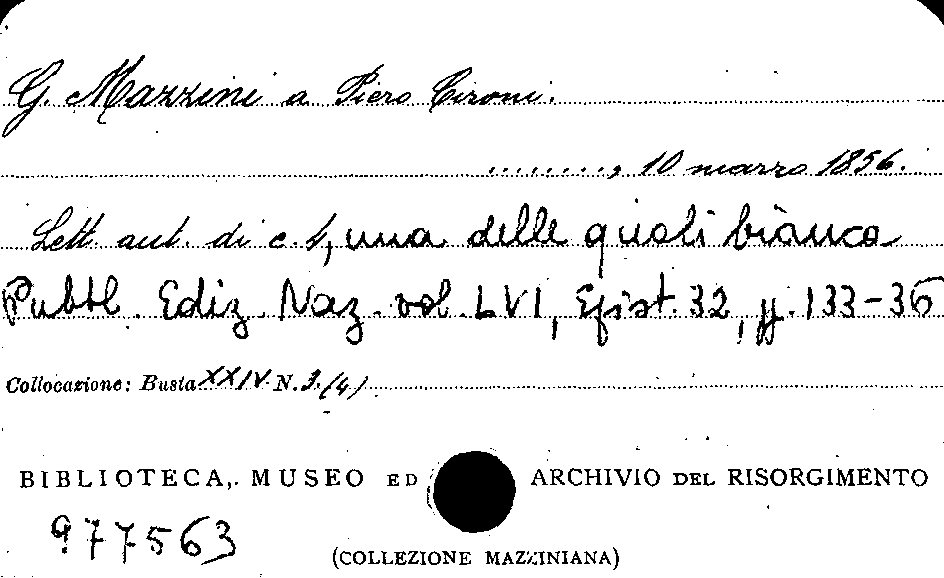 G. Mazzini a Piero Cironi.
........, 10 marzo 1856.
Lett. aut. di c. 4, una delle quali bianca
Pubbl. Ediz. Naz. vol. LVI, Epist. 32, pp. 133-36
Collocazione: Busta XXIV N. 3.(4)
BIBLIOTECA, MUSEO ED ARCHIVIO DEL RISORGIMENTO
977563
(COLLEZIONE MAZZINIANA)